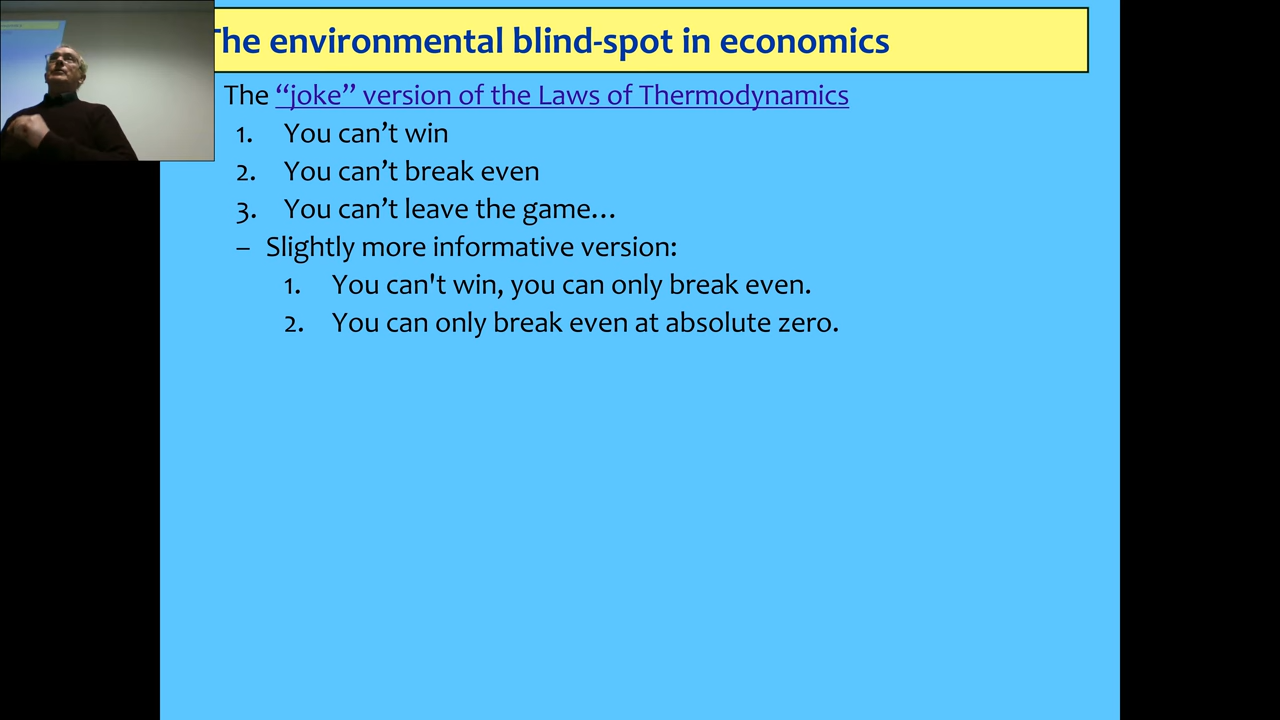 The environmental blind-spot in economics
The “joke” version of the Laws of Thermodynamics
1. You can’t win
2. You can’t break even
3. You can’t leave the game…
– Slightly more informative version:
1. You can't win, you can only break even.
2. You can only break even at absolute zero.